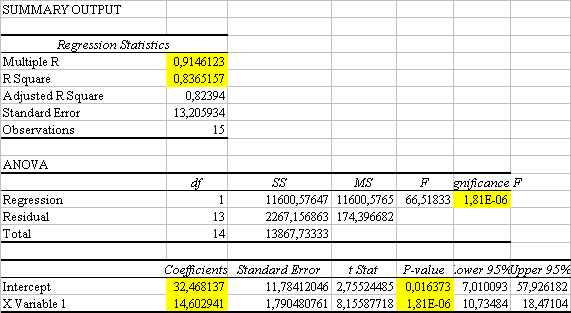 SUMMARY OUTPUT
Regression Statistics
Multiple R 0,9146123
R Square 0,8365157
Adjusted R Square 0,82394
Standard Error 13,205934
Observations 15
ANOVA
df SS MS F gnificance F
Regression 1 11600,57647 11600,5765 66,51833 1,81E-06
Residual 13 2267,156863 174,396682
Total 14 13867,73333
Coefficients Standard Error t Stat P-value Lower 95% Upper 95%
Intercept 32,468137 11,78412046 2,75524485 0,016373 7,010093 57,926182
X Variable 1 14,602941 1,790480761 8,15587718 1,81E-06 10,73484 18,47104